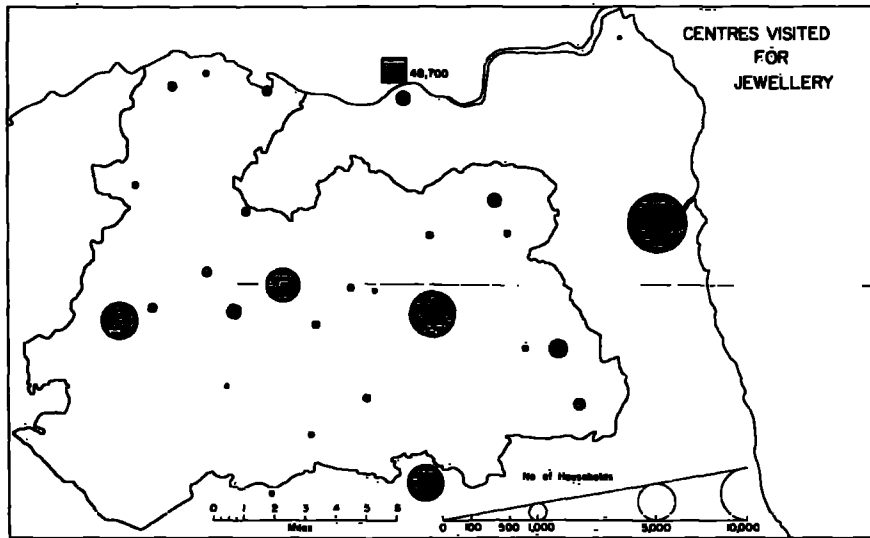 CENTRES VISITED
FOR
JEWELLERY
48,700
No of Households
0 1 2 3 4 5 6
Miles
0 100 500 1,000 5,000 10,000